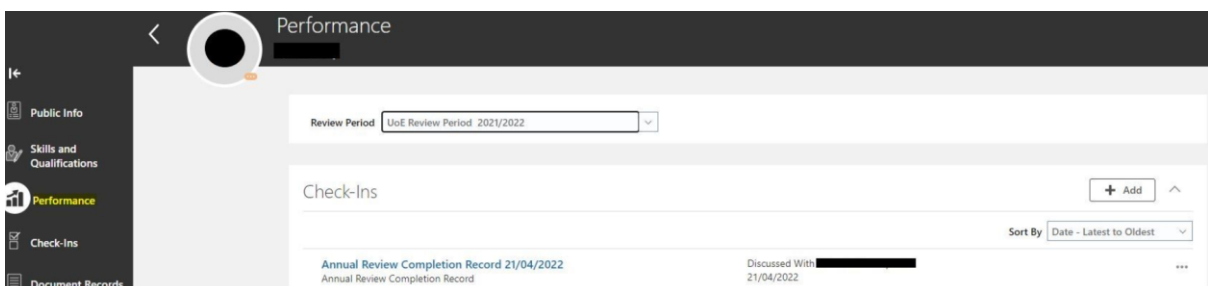 Performance
Public Info
Skills and
Qualifications
Performance
Check-Ins
Document Records
Review Period UoE Review Period 2021/2022
Check-Ins
+ Add
Sort By Date - Latest to Oldest
Annual Review Completion Record 21/04/2022
Annual Review Completion Record
Discussed With
21/04/2022